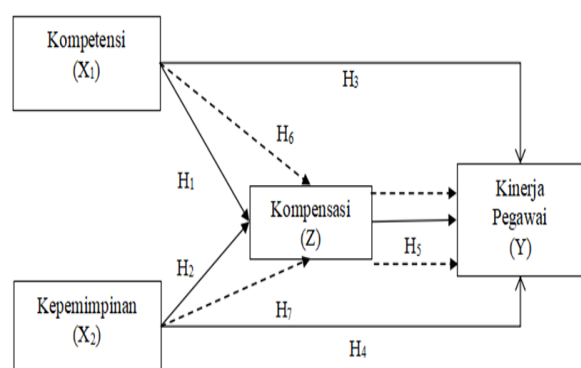 Kompetensi
(X₁)
H₃
H₆
H₁
Kompensasi
(Z)
Kinerja
Pegawai
(Y)
H₅
H₂
Kepemimpinan
(X₂)
H₇
H₄